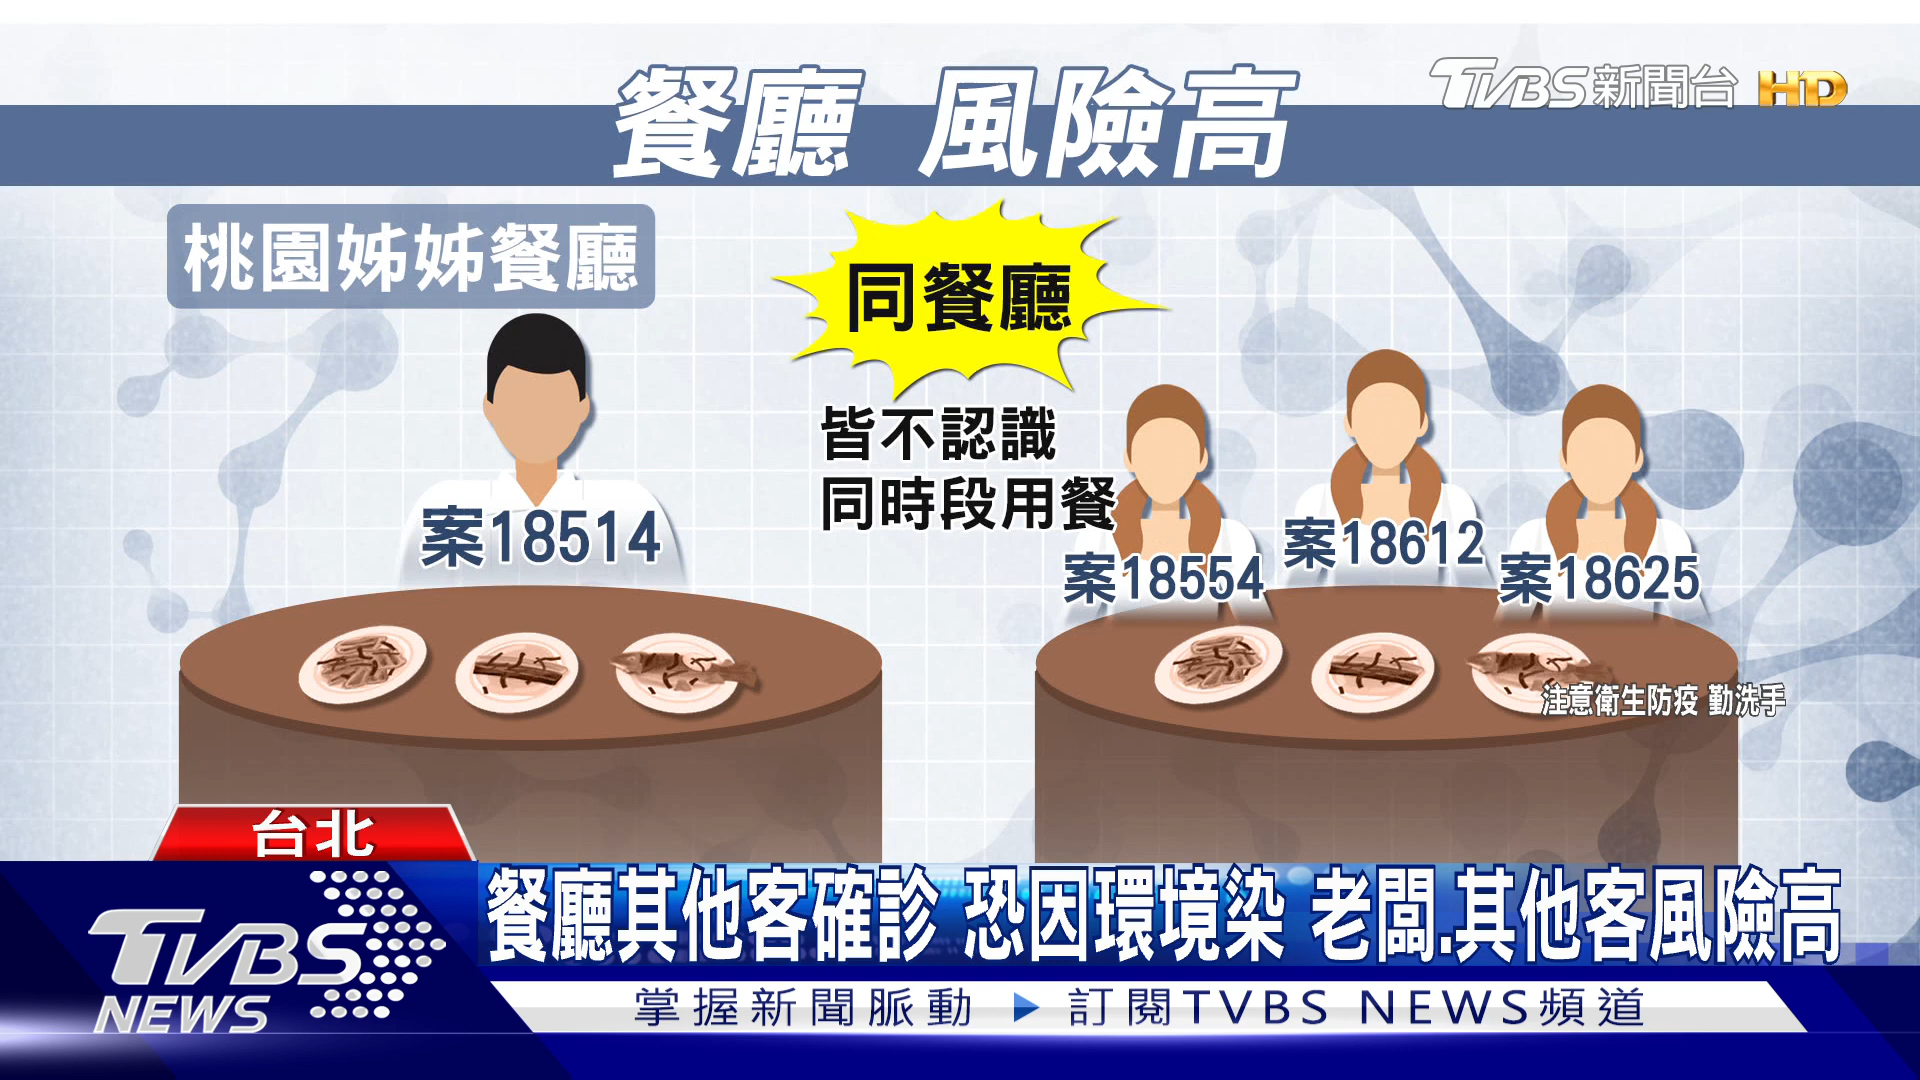 餐廳 風險高
TVBS新聞台 HD
桃園姊姊餐廳
同餐廳
皆不認識
同時段用餐
案18514
案18554
案18612
案18625
注意衛生防疫 勤洗手
台北
餐廳其他客確診 恐因環境染 老闆.其他客風險高
TVBS NEWS
掌握新聞脈動 ▶ 訂閱TVBS NEWS頻道